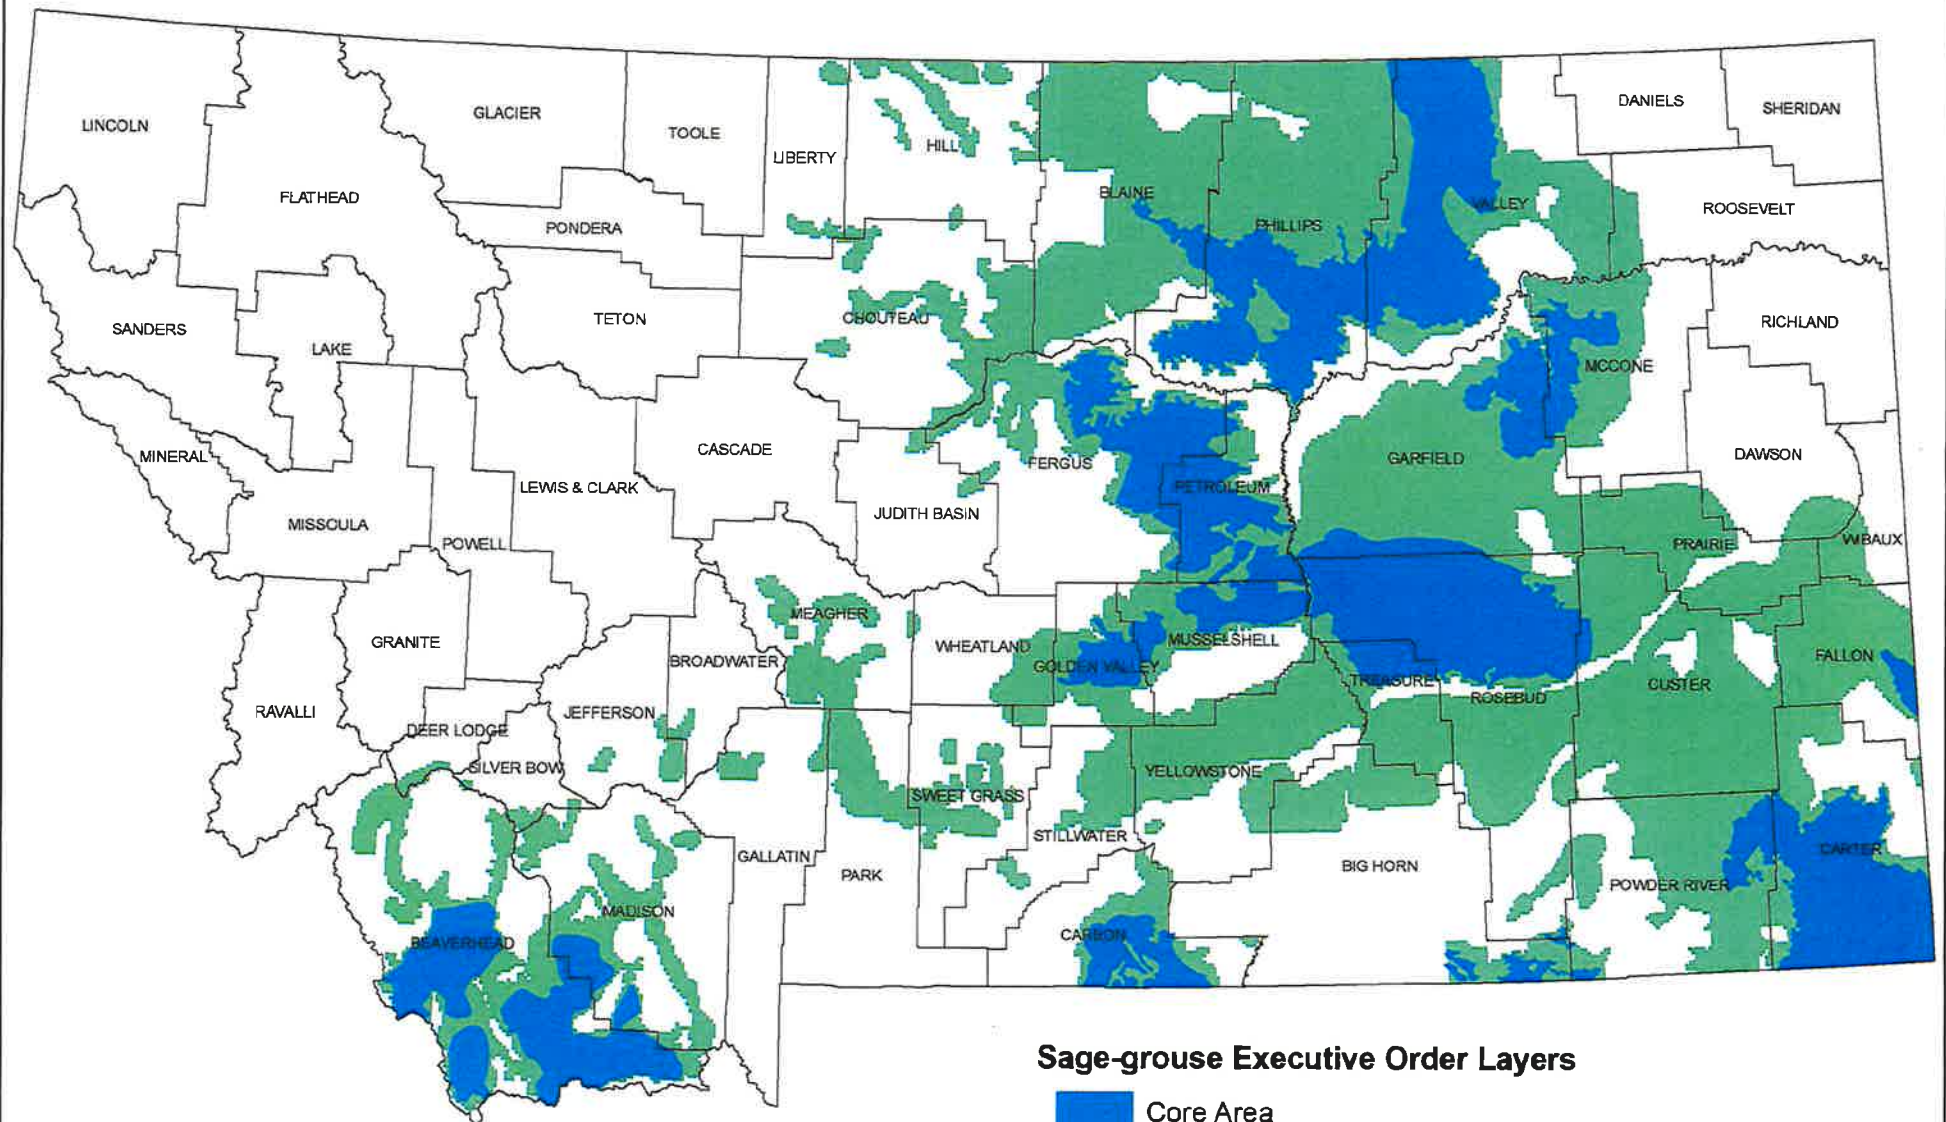 LINCOLN
GLACIER
TOOLE
LIBERTY
HILL
DANIELS
SHERIDAN
FLATHEAD
PONDERA
BLAINE
PHILLIPS
VALLEY
ROOSEVELT
SANDERS
LAKE
TETON
CHOUTEAU
RICHLAND
MCCONE
MINERAL
CASCADE
FERGUS
GARFIELD
DAWSON
LEWIS & CLARK
PETROLEUM
MISSOULA
JUDITH BASIN
POWELL
PRAIRIE
WIBAUX
MEAGHER
GRANITE
WHEATLAND
MUSSELSHELL
BROADWATER
GOLDEN VALLEY
FALLON
TREASURE
ROSEBUD
CUSTER
RAVALLI
JEFFERSON
DEER LODGE
SILVER BOW
YELLOWSTONE
SWEET GRASS
STILLWATER
GALLATIN
PARK
BIG HORN
CARTER
POWDER RIVER
MADISON
BEAVERHEAD
CARBON
Sage-grouse Executive Order Layers
Core Area